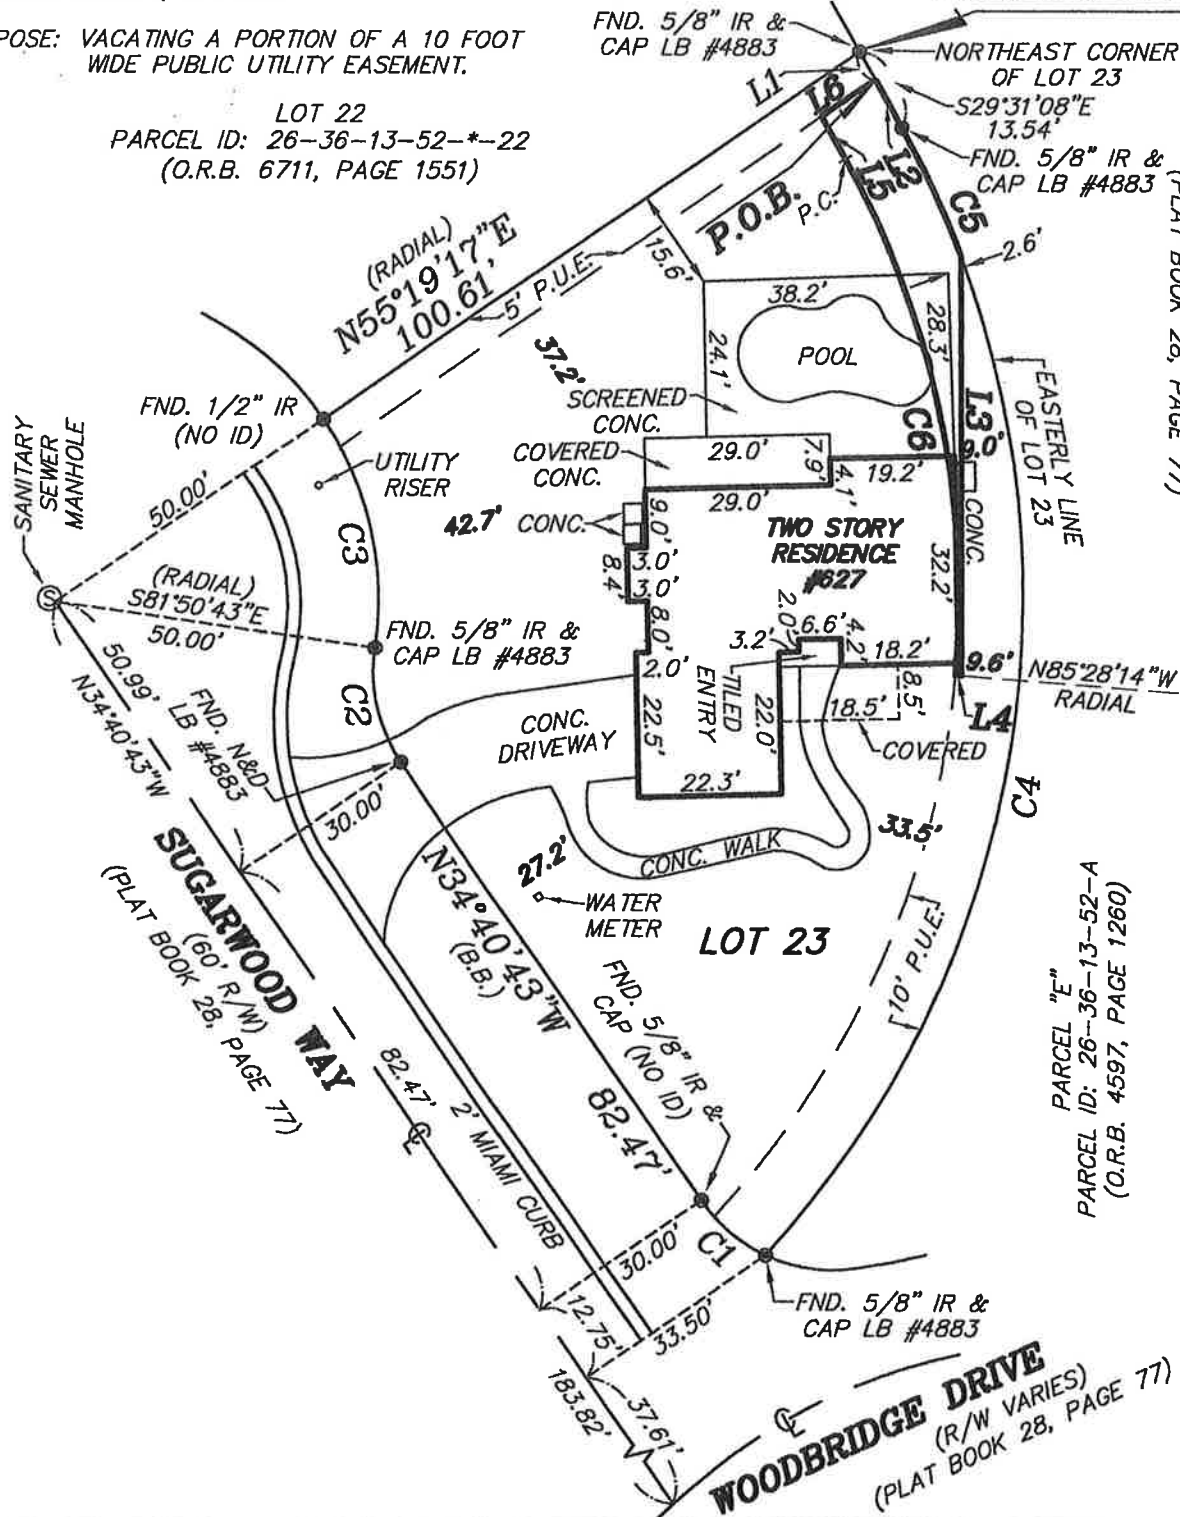 POSE: VACATING A PORTION OF A 10 FOOT
WIDE PUBLIC UTILITY EASEMENT.
LOT 22
PARCEL ID: 26-36-13-52-*-22
(O.R.B. 6711, PAGE 1551)
FND. 5/8" IR &
CAP LB #4883
NORTHEAST CORNER
OF LOT 23
S29°31'08"E
13.54'
FND. 5/8" IR &
CAP LB #4883
(PLAT BOOK 28, PAGE 77)
L1
L6
L2
L5
C5
P.O.B.
P.C.
2.6'
(RADIAL)
N55°19'17"E
100.61'
5' P.U.E.
15.6'
38.2'
28.3'
24.1'
POOL
37.2'
SCREENED
CONC.
EASTERLY LINE
OF LOT 23
FND. 1/2" IR
(NO ID)
SANITARY
SEWER
MANHOLE
S
50.00'
UTILITY
RISER
COVERED
CONC.
29.0'
7.9'
4.1'
19.2'
C6
L3
9.0'
CONC.
29.0'
42.7'
CONC.
9.0'
3.0'
3.0'
8.4'
8.0'
2.0'
TWO STORY
RESIDENCE
#627
32.2'
C3
(RADIAL)
S81°50'43"E
50.00'
FND. 5/8" IR &
CAP LB #4883
C2
2.0'
6.6'
3.2'
4.2'
18.2'
9.6'
N85°28'14"W
RADIAL
L4
TILED
ENTRY
22.0'
18.5'
8.5'
COVERED
50.99'
N34°40'43"W
FND. N&D
LB #4883
30.00'
CONC.
DRIVEWAY
22.5'
22.3'
C4
33.5'
CONC. WALK
27.2'
WATER
METER
LOT 23
N34°40'43"W
(B.B.)
82.47'
10' P.U.E.
SUGARWOOD WAY
(60' R/W)
(PLAT BOOK 28, PAGE 77)
FND. 5/8" IR &
CAP (NO ID)
PARCEL "E"
PARCEL ID: 26-36-13-52-A
(O.R.B. 4597, PAGE 1260)
82.47'
2' MIAMI CURB
C1
30.00'
12.75'
33.50'
FND. 5/8" IR &
CAP LB #4883
183.82'
37.61'
WOODBRIDGE DRIVE
(R/W VARIES)
(PLAT BOOK 28, PAGE 77)